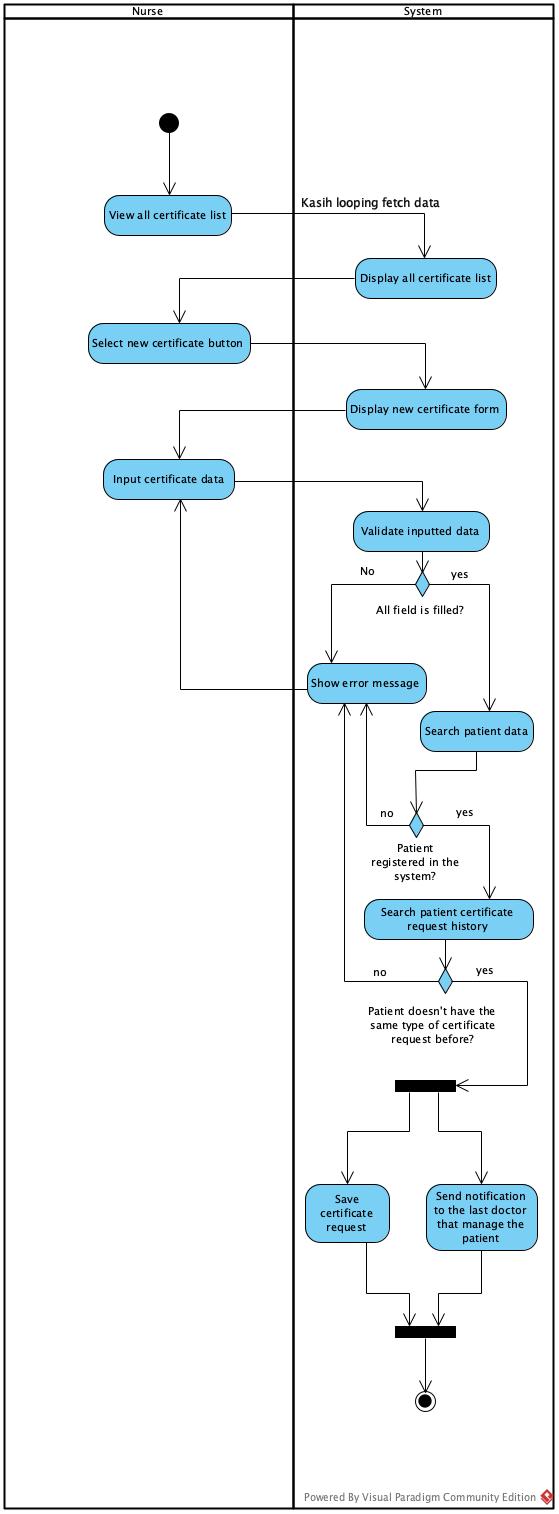 Nurse
System
View all certificate list
Kasih looping fetch data
Display all certificate list
Select new certificate button
Display new certificate form
Input certificate data
Validate inputted data
No
yes
All field is filled?
Show error message
Search patient data
no
yes
Patient
registered in the
system?
Search patient certificate
request history
no
yes
Patient doesn't have the
same type of certificate
request before?
Save
certificate
request
Send notification
to the last doctor
that manage the
patient
Powered By Visual Paradigm Community Edition